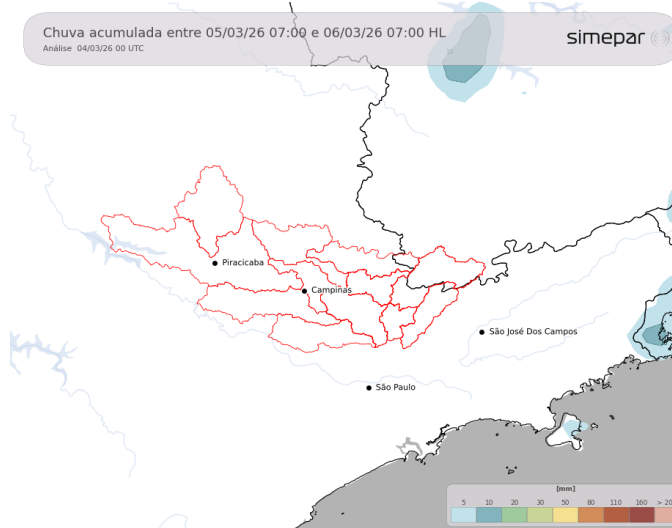 Chuva acumulada entre 05/03/26 07:00 e 06/03/26 07:00 HL
Análise 04/03/26 00 UTC
simepar
10
Piracicaba
Campinas
São José Dos Campos
São Paulo
[mm]
5 10 20 30 50 80 110 160 > 20